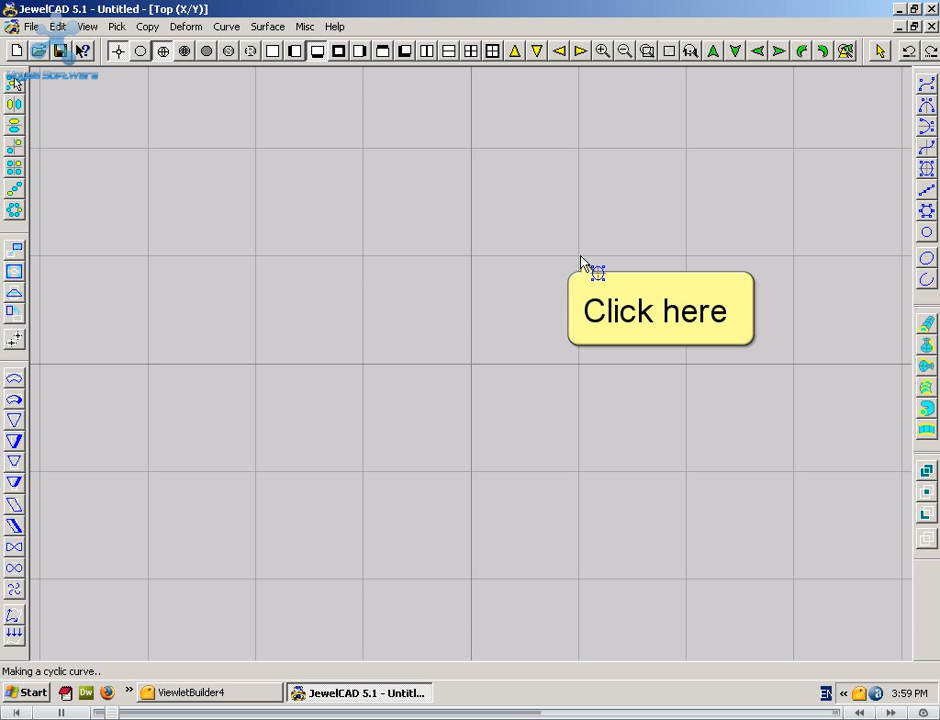 JewelCAD 5.1 - Untitled - [Top (X/Y)]
File Edit View Pick Copy Deform Curve Surface Misc Help
Click here
Making a cyclic curve..
Start
»
ViewletBuilder4
JewelCAD 5.1 - Untitl...
EN
«
3:59 PM